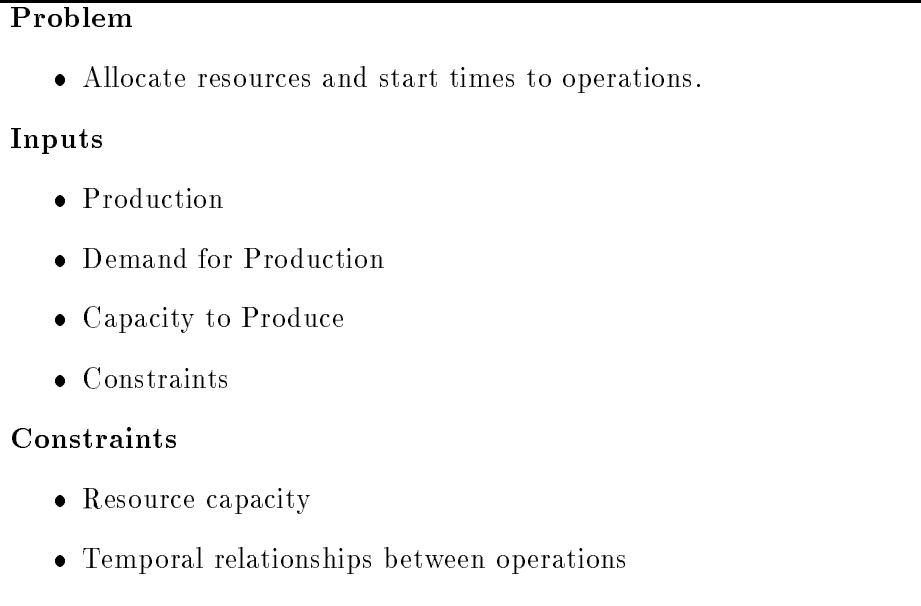 Problem
• Allocate resources and start times to operations.
Inputs
• Production
• Demand for Production
• Capacity to Produce
• Constraints
Constraints
• Resource capacity
• Temporal relationships between operations